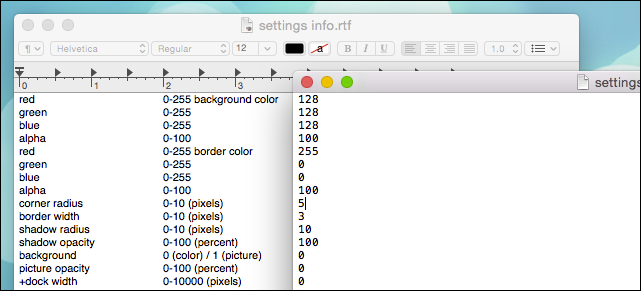 settings info.rtf
¶ Helvetica Regular 12 a B I U 1.0
0 1 2 3
red 0-255 background color
green 0-255
blue 0-255
alpha 0-100
red 0-255 border color
green 0-255
blue 0-255
alpha 0-100
corner radius 0-10 (pixels)
border width 0-10 (pixels)
shadow radius 0-10 (pixels)
shadow opacity 0-100 (percent)
background 0 (color) / 1 (picture)
picture opacity 0-100 (percent)
+dock width 0-10000 (pixels)
settings
128
128
128
100
255
0
0
100
5
3
10
100
0
0
0